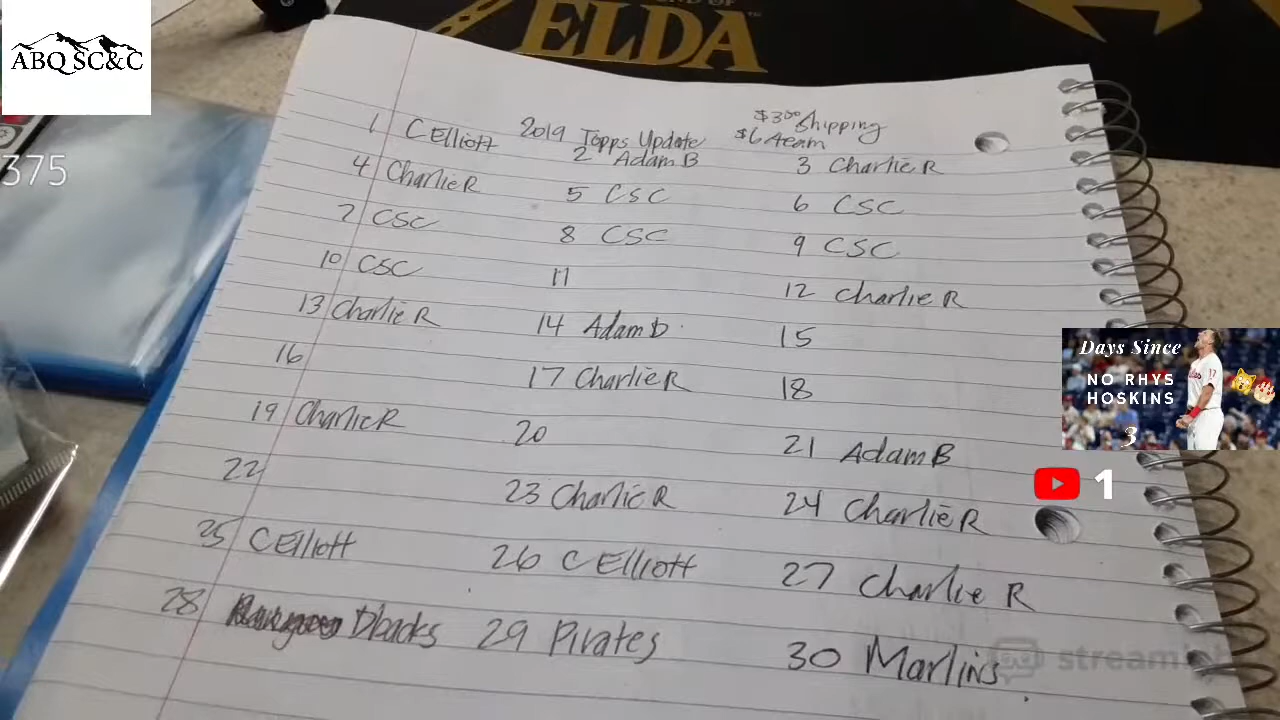 ABQ SC&C
ELDA
375
2019 Topps Update
$3.00 Shipping
$6 team
1 C Elliott 2 Adam B 3 Charlie R
4 Charlie R 5 CSC 6 CSC
7 CSC 8 CSC 9 CSC
10 CSC 11 12 Charlie R
13 Charlie R 14 Adam B 15
16 17 Charlie R 18
19 Charlie R 20 21 Adam B
22 23 Charlie R 24 Charlie R
25 C Elliott 26 C Elliott 27 Charlie R
28 Dbacks 29 Pirates 30 Marlins
Days Since
NO RHYS
HOSKINS
3
1